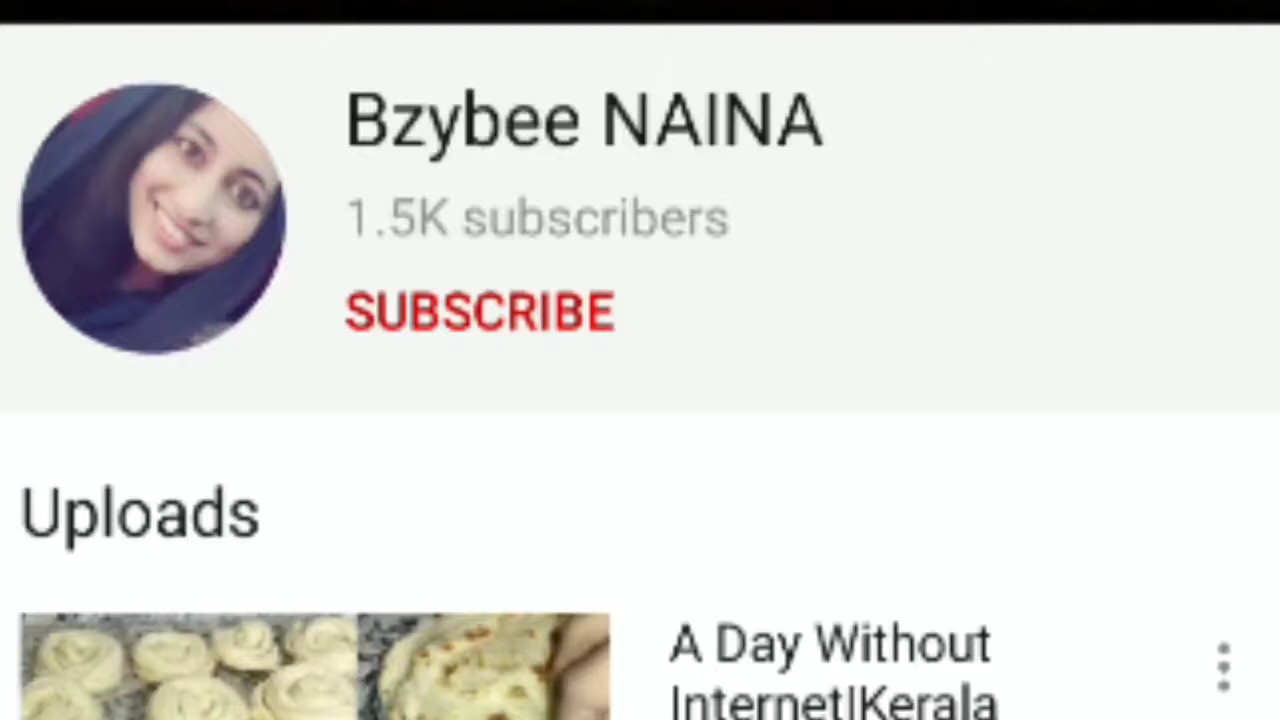 Bzybee NAINA
1.5K subscribers
SUBSCRIBE
Uploads
A Day Without
Internet|Kerala